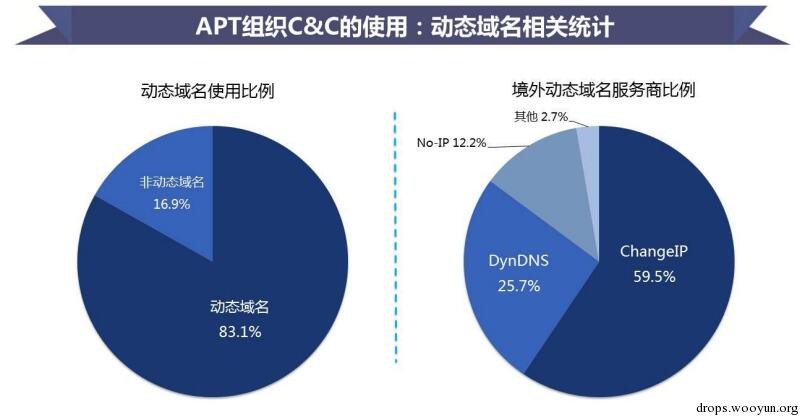 APT组织C&C的使用：动态域名相关统计
动态域名使用比例
非动态域名
16.9%
动态域名
83.1%
境外动态域名服务商比例
其他 2.7%
No-IP 12.2%
DynDNS
25.7%
ChangeIP
59.5%
drops.wooyun.org